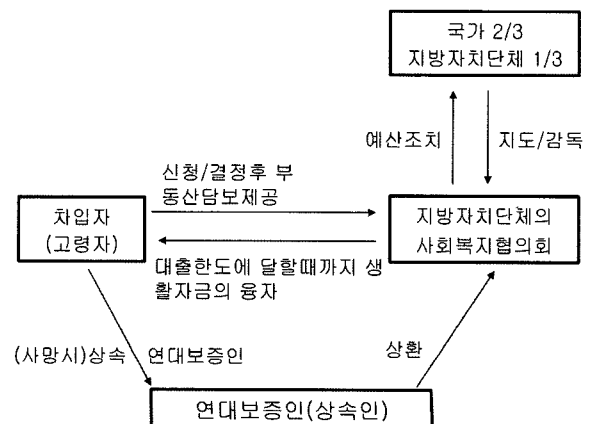 국가 2/3
지방자치단체 1/3
예산조치
지도/감독
신청/결정후 부
동산담보제공
차입자
(고령자)
지방자치단체의
사회복지협의회
대출한도에 달할때까지 생
활자금의 융자
(사망시)상속
연대보증인
상환
연대보증인(상속인)